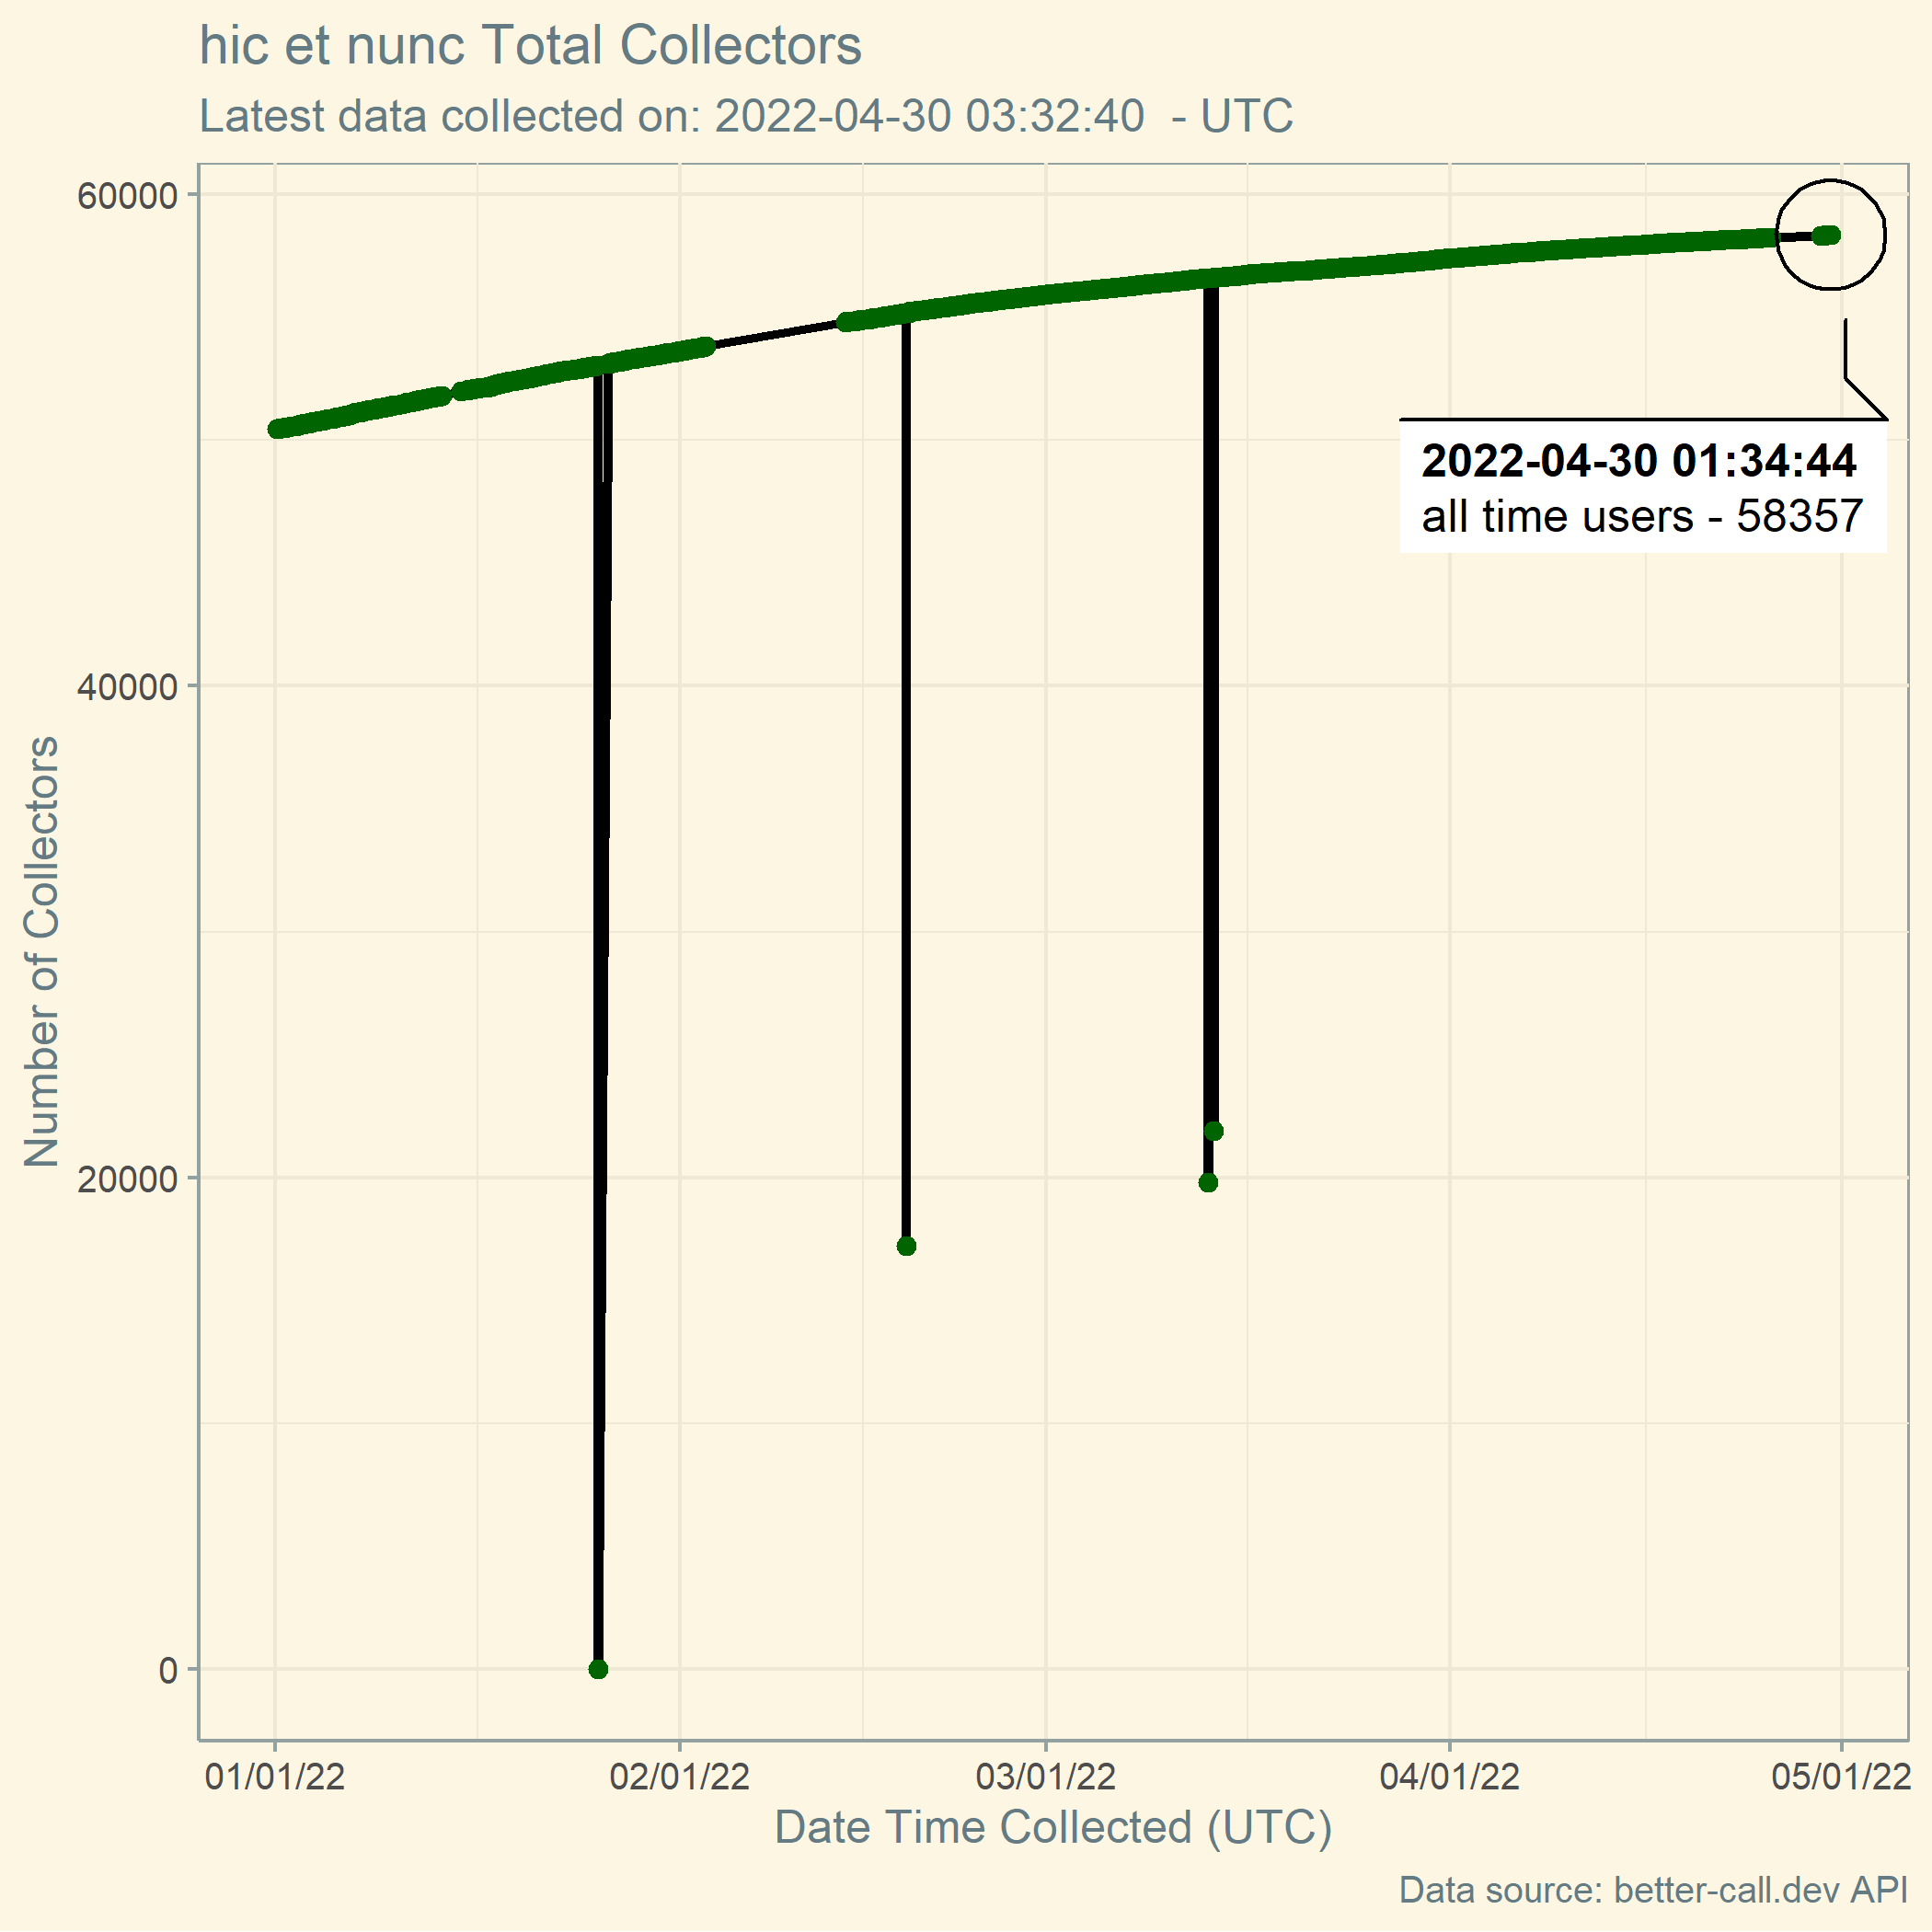 hic et nunc Total Collectors
Latest data collected on: 2022-04-30 03:32:40  - UTC
60000
40000
20000
0
Number of Collectors
2022-04-30 01:34:44
all time users - 58357
01/01/22
02/01/22
03/01/22
04/01/22
05/01/22
Date Time Collected (UTC)
Data source: better-call.dev API